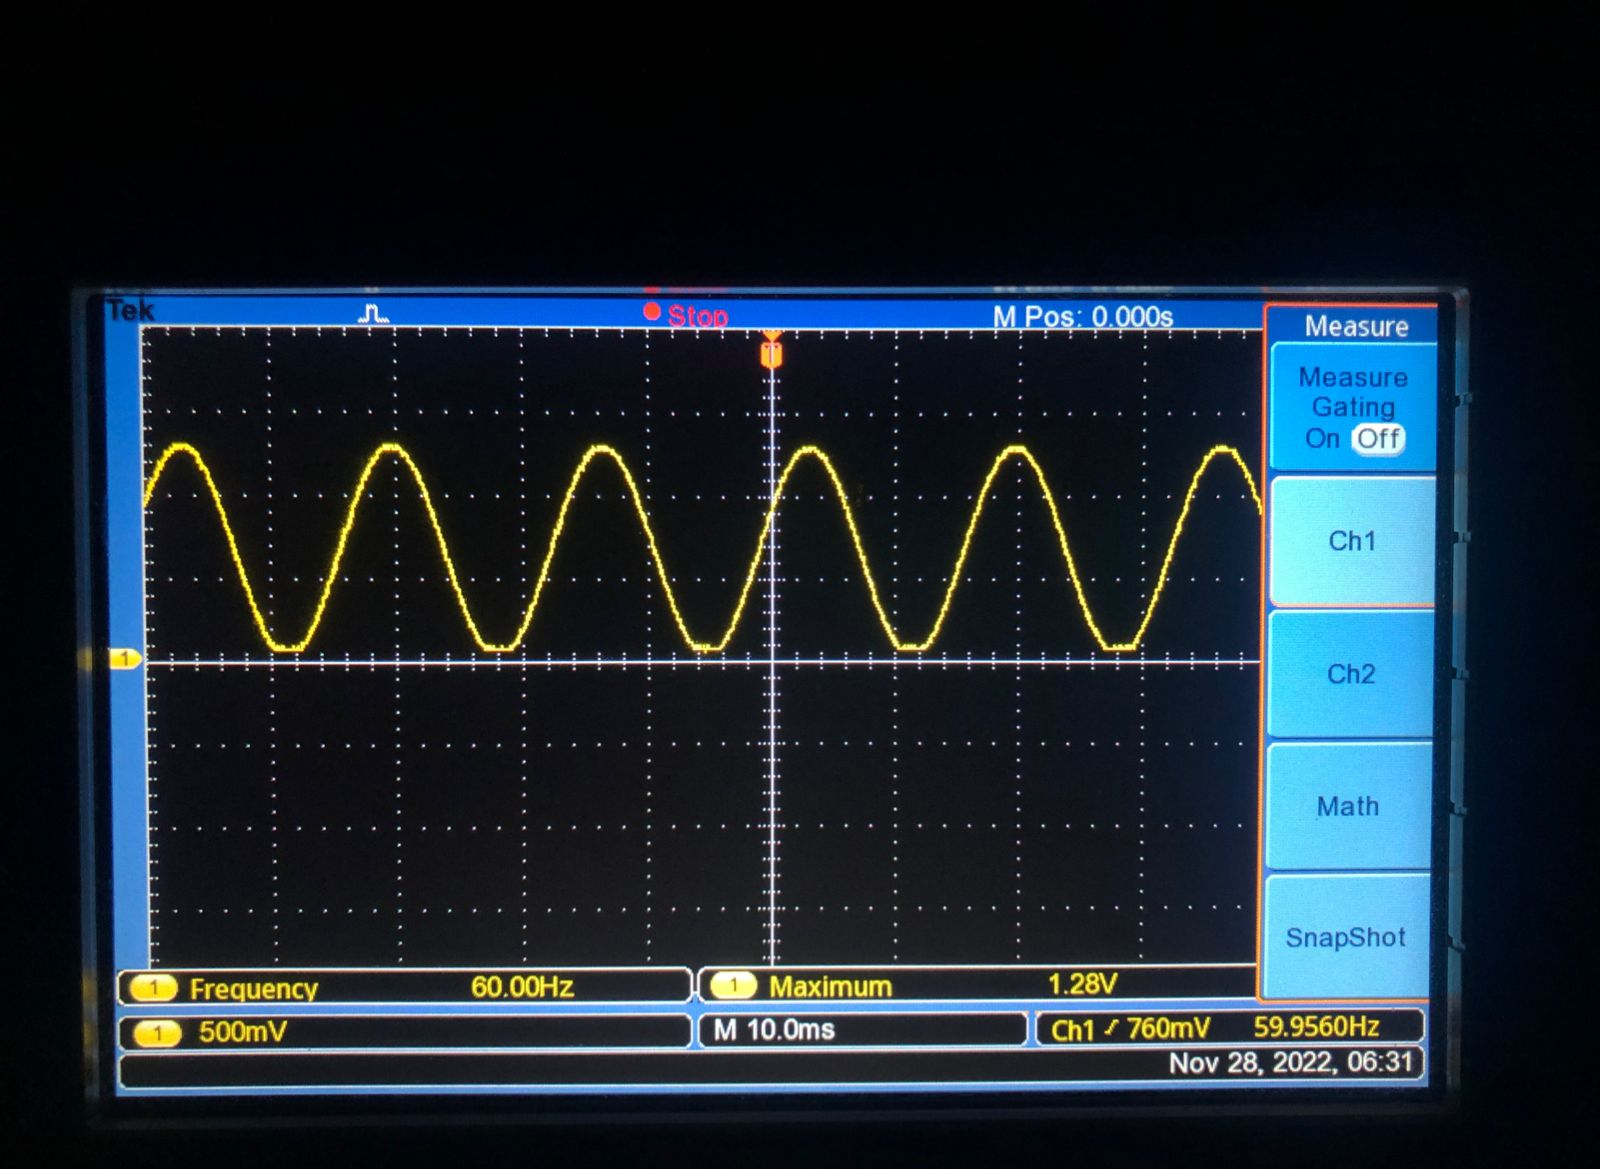 Tek
Stop
M Pos: 0.000s
T
1
Measure
Measure
Gating
On Off
Ch1
Ch2
Math
SnapShot
1 Frequency 60.00Hz
1 Maximum 1.28V
1 500mV
M 10.0ms
Ch1 760mV 59.9560Hz
Nov 28, 2022, 06:31